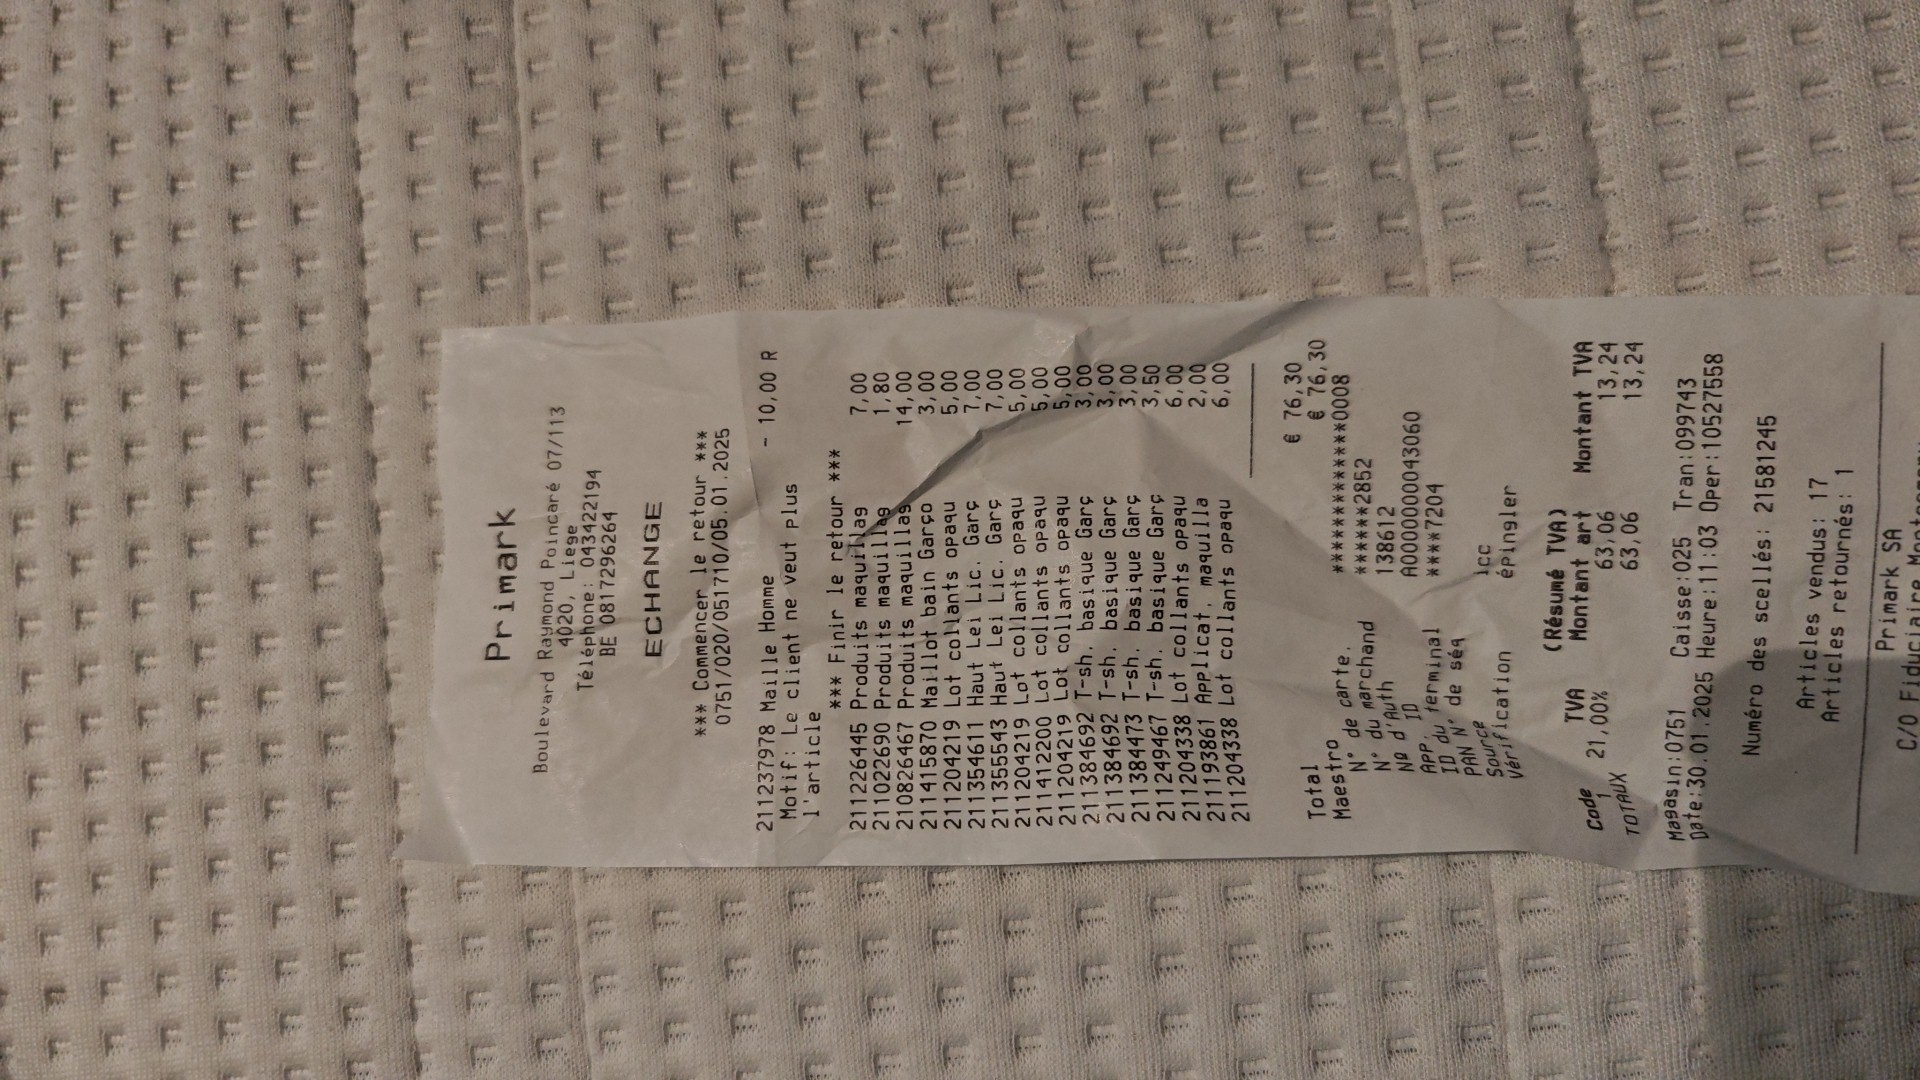 Primark
Boulevard Raymond Poincaré 07/113
4020, Liege
Téléphone: 043422194
BE 0817296264
ECHANGE
*** Commencer le retour ***
0751/020/051710/05.01.2025
211237978 Maille Homme - 10,00 R
Motif: Le client ne veut plus
l'article
*** Finir le retour ***
211226445 Produits maquillag 7,00
211022690 Produits maquillag 1,80
210826467 Produits maquillag 14,00
211415870 Maillot bain Garço 3,00
211204219 Lot collants opaqu 5,00
211354611 Haut Lei Lic. Garç 7,00
211355543 Haut Lei Lic. Garç 7,00
211204219 Lot collants opaqu 5,00
211412200 Lot collants opaqu 5,00
211204219 Lot collants opaqu 5,00
211384692 T-sh. basique Garç 3,00
211384692 T-sh. basique Garç 3,00
211384473 T-sh. basique Garç 3,00
211249467 T-sh. basique Garç 3,50
211204338 Lot collants opaqu 6,00
211193861 Applicat. maquilla 2,00
211204338 Lot collants opaqu 6,00
Total € 76,30
Maestro € 76,30
N° de carte. ***************0008
N° du marchand ******2852
Nº d'Auth 138612
APP. ID A0000000043060
ID du Terminal ****7204
PAN N° de séq
Source icc
Vérification épingler
(Résumé TVA)
Code TVA Montant art Montant TVA
1 21,00% 63,06 13,24
TOTAUX 63,06 13,24
Magasin:0751 Caisse:025 Tran:099743
Date:30.01.2025 Heure:11:03 Oper:10527558
Numéro des scellés: 21581245
Articles vendus: 17
Articles retournés: 1
Primark SA
C/O Fiduciaire